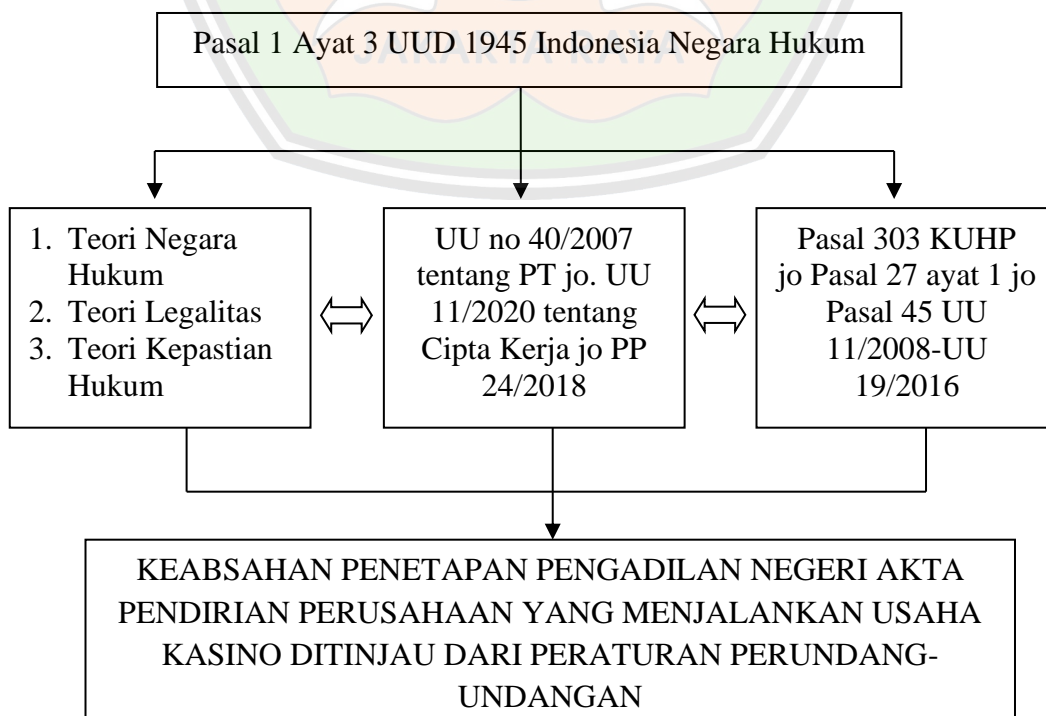 Pasal 1 Ayat 3 UUD 1945 Indonesia Negara Hukum
JAKARTA RAYA
1. Teori Negara
Hukum
2. Teori Legalitas
3. Teori Kepastian
Hukum
UU no 40/2007
tentang PT jo. UU
11/2020 tentang
Cipta Kerja jo PP
24/2018
Pasal 303 KUHP
jo Pasal 27 ayat 1 jo
Pasal 45 UU
11/2008-UU
19/2016
KEABSAHAN PENETAPAN PENGADILAN NEGERI AKTA
PENDIRIAN PERUSAHAAN YANG MENJALANKAN USAHA
KASINO DITINJAU DARI PERATURAN PERUNDANG-
UNDANGAN